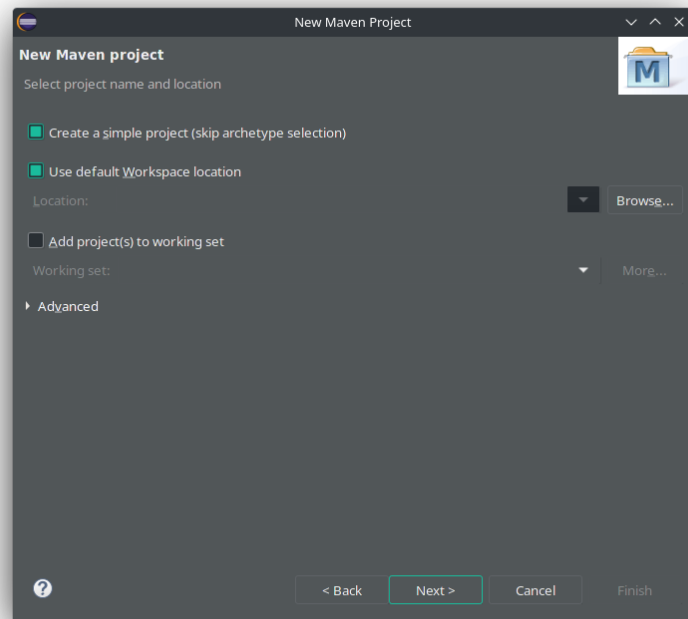 New Maven Project
New Maven project
Select project name and location
M
Create a simple project (skip archetype selection)
Use default Workspace location
Location:
Browse...
Add project(s) to working set
Working set:
More...
Advanced
?
< Back
Next >
Cancel
Finish